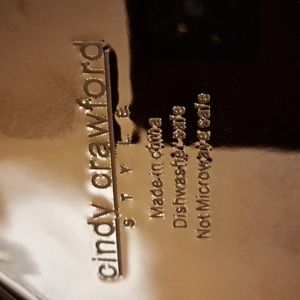 cindy crawford
STYLE
Made in china
Dishwasher safe
Not Microwave safe